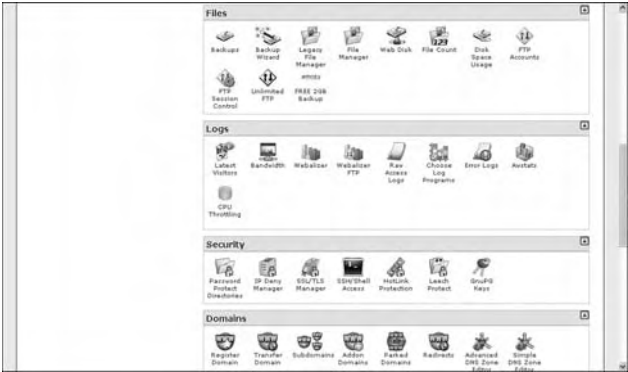 Files
Backups Backup Legacy File Web Disk File Count Disk FTP
Wizard File Manager Space Accounts
Manager Usage
FTP Unlimited FREE 2GB
Session FTP Backup
Control
Logs
Latest Bandwidth Webalizer Webalizer Raw Choose Error Logs Awstats
Visitors FTP Access Log
Logs Programs
CPU
Throttling
Security
Password IP Deny SSL/TLS SSH/Shell HotLink Leech GnuPG
Protect Manager Manager Access Protection Protect Keys
Directories
Domains
Register Transfer Subdomains Addon Parked Redirects Advanced Simple
Domain Domain Domains Domains DNS Zone DNS Zone
Editor Editor